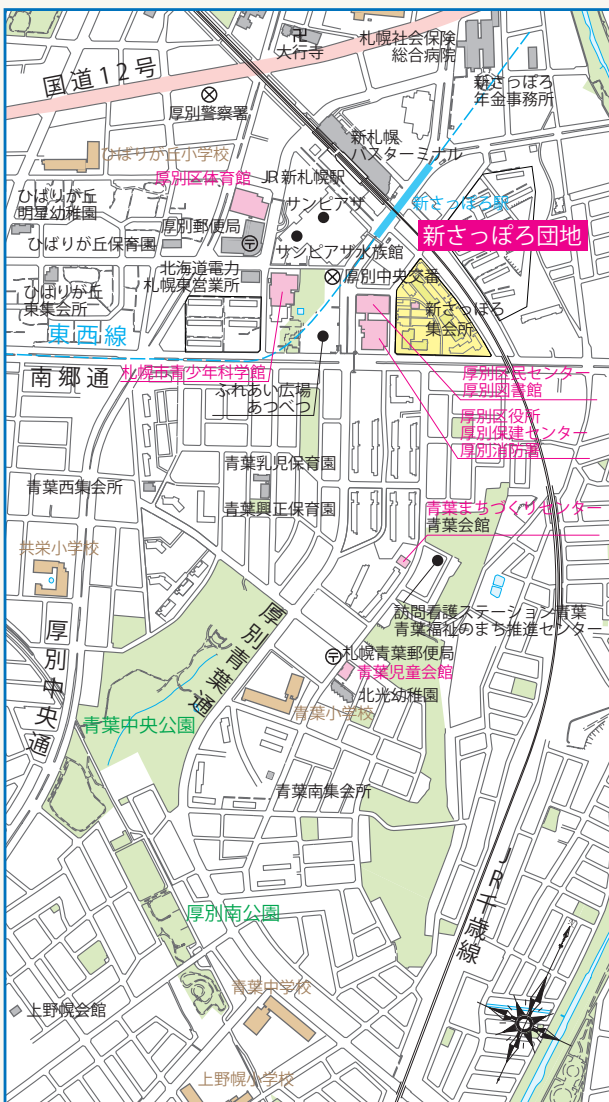 卍
大行寺
札幌社会保険
総合病院
国道12号
新さっぽろ
年金事務所
厚別警察署
新札幌
バスターミナル
ひばりが丘小学校
厚別区体育館
JR新札幌駅
ひばりが丘
明星幼稚園
サンピアザ
新さっぽろ駅
厚別郵便局
新さっぽろ団地
ひばりが丘保育園
サンピアザ水族館
北海道電力
札幌東営業所
厚別中央交番
ひばりが丘
東集会所
新さっぽろ
集会所
東西線
南郷通
札幌市青少年科学館
厚別区民センター
厚別図書館
ふれあい広場
あつべつ
厚別区役所
厚別保建センター
厚別消防署
青葉乳児保育園
青葉西集会所
青葉興正保育園
青葉まちづくりセンター
青葉会館
共栄小学校
訪問看護ステーション青葉
青葉福祉のまち推進センター
厚別青葉通
厚別中央通
札幌青葉郵便局
青葉児童会館
北光幼稚園
青葉小学校
青葉中央公園
青葉南集会所
JR千歳線
厚別南公園
青葉中学校
上野幌会館
上野幌小学校